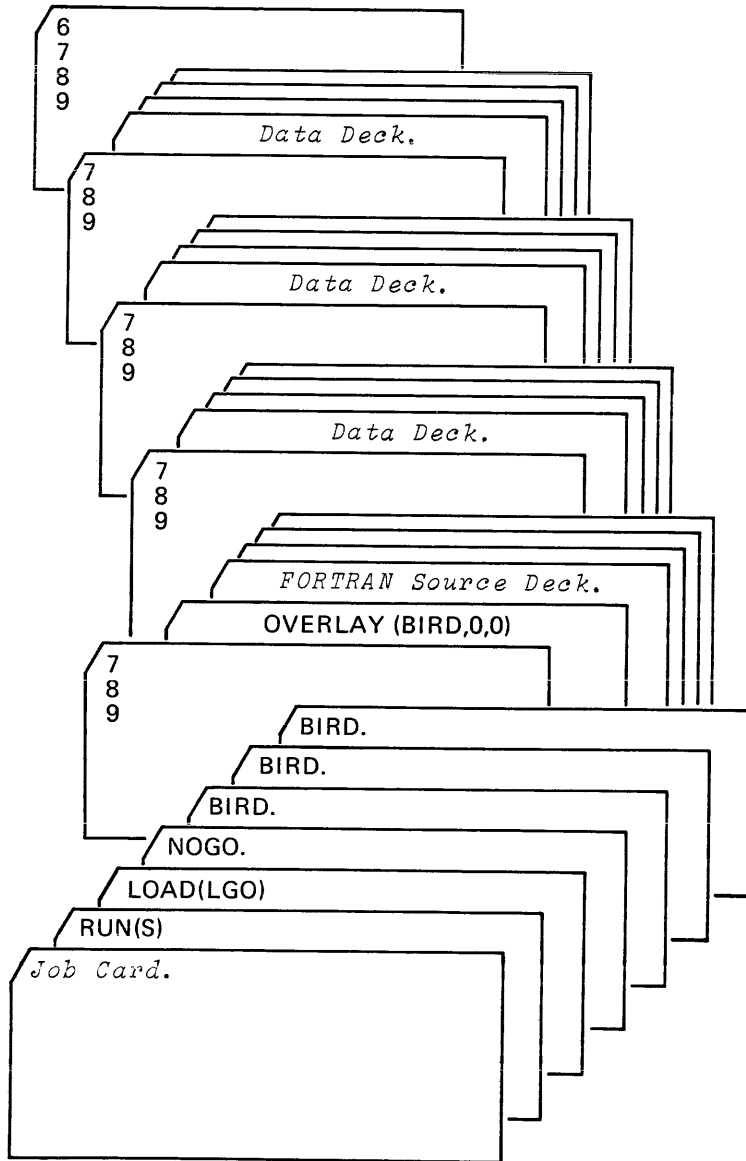 6
7
8
9
Data Deck.
7
8
9
Data Deck.
7
8
9
Data Deck.
7
8
9
FORTRAN Source Deck.
OVERLAY (BIRD,0,0)
7
8
9
BIRD.
BIRD.
BIRD.
NOGO.
LOAD(LGO)
RUN(S)
Job Card.